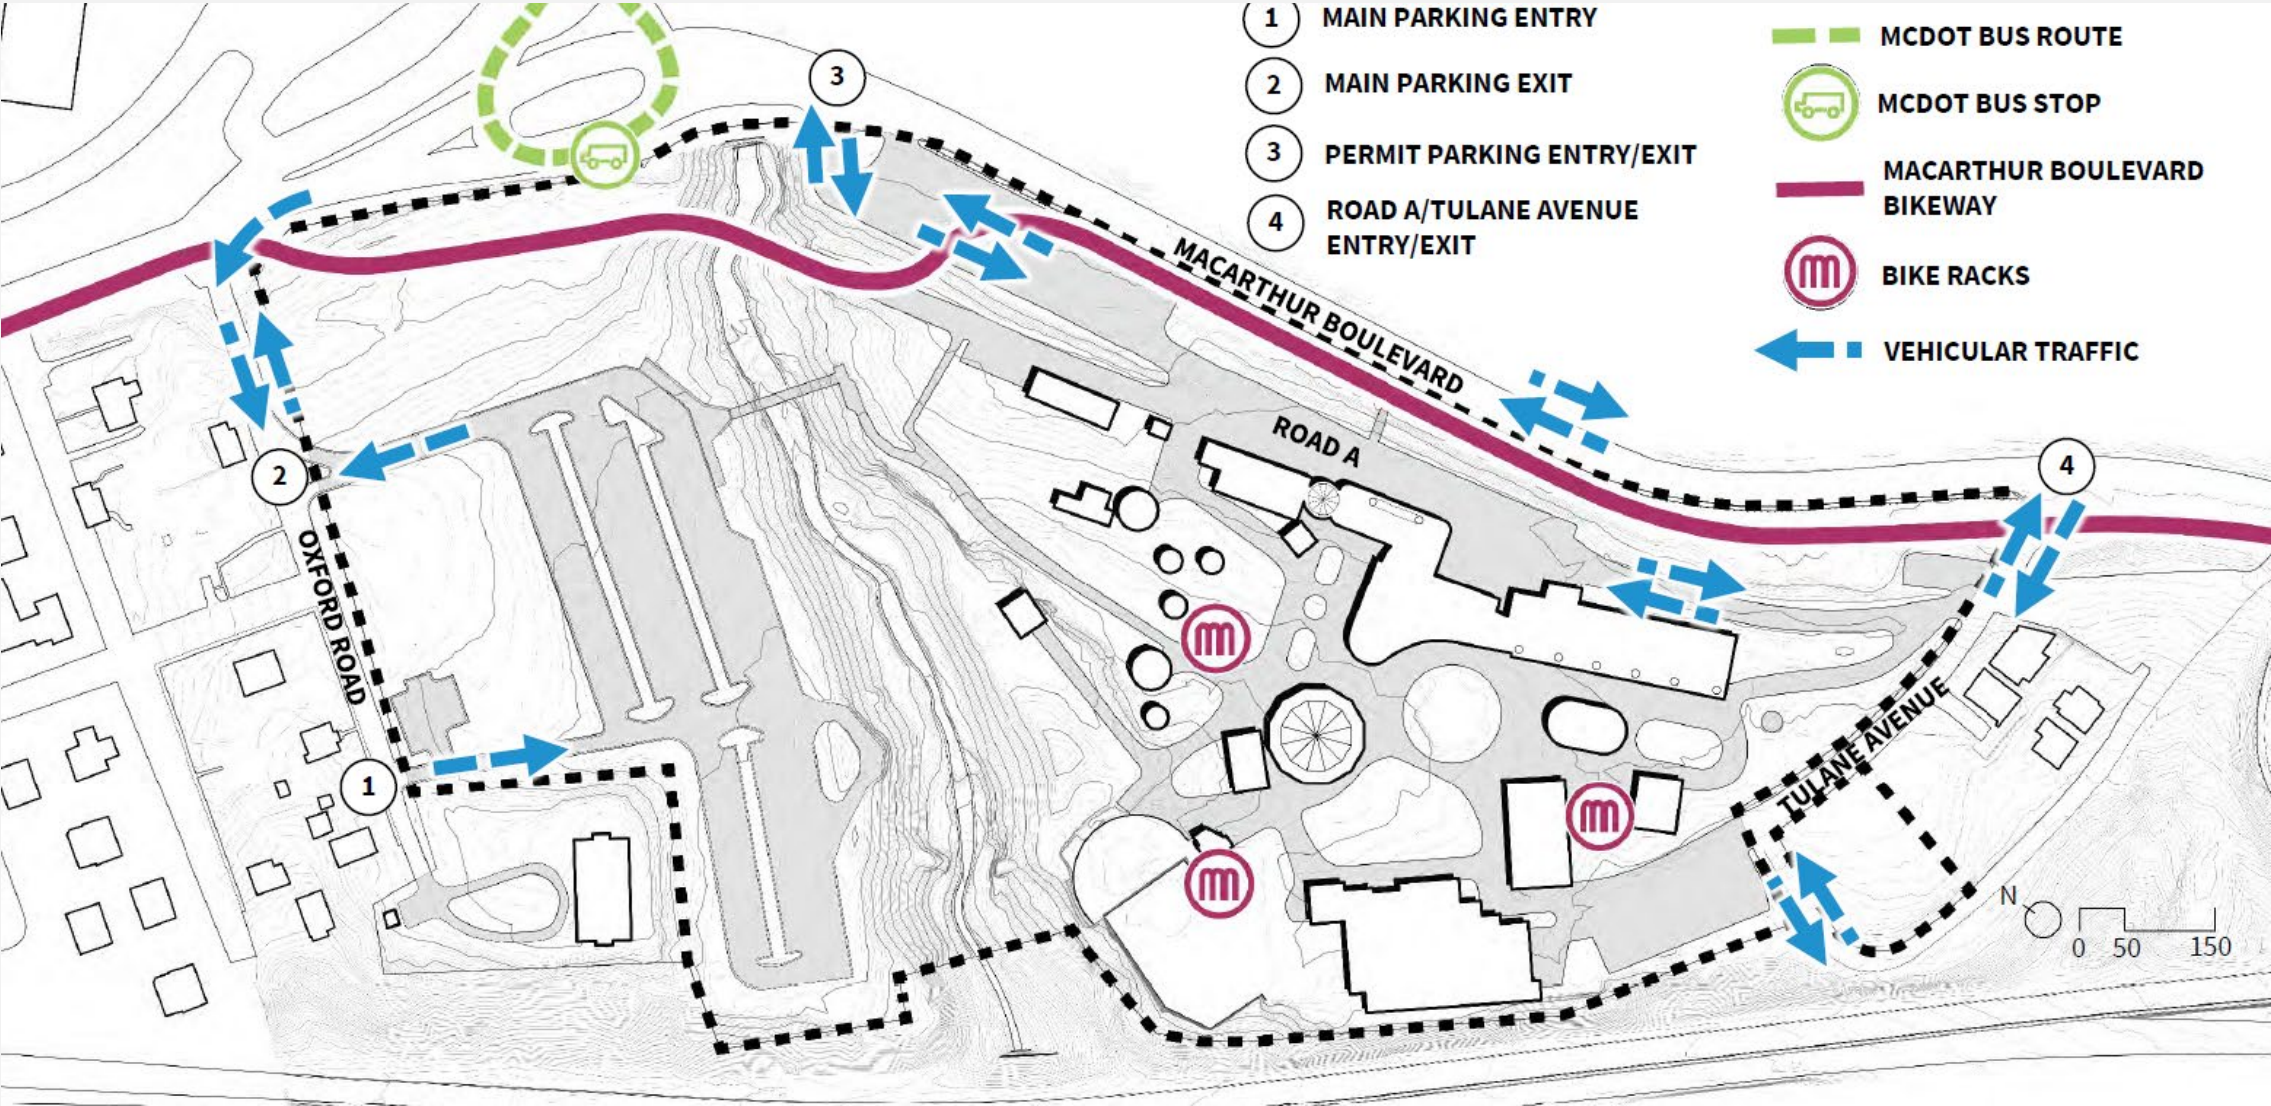 1 MAIN PARKING ENTRY
2 MAIN PARKING EXIT
3 PERMIT PARKING ENTRY/EXIT
4 ROAD A/TULANE AVENUE
ENTRY/EXIT
MCDOT BUS ROUTE
MCDOT BUS STOP
MACARTHUR BOULEVARD
BIKEWAY
BIKE RACKS
VEHICULAR TRAFFIC
3
MACARTHUR BOULEVARD
ROAD A
4
2
OXFORD ROAD
1
TULANE AVENUE
N
0 50 150